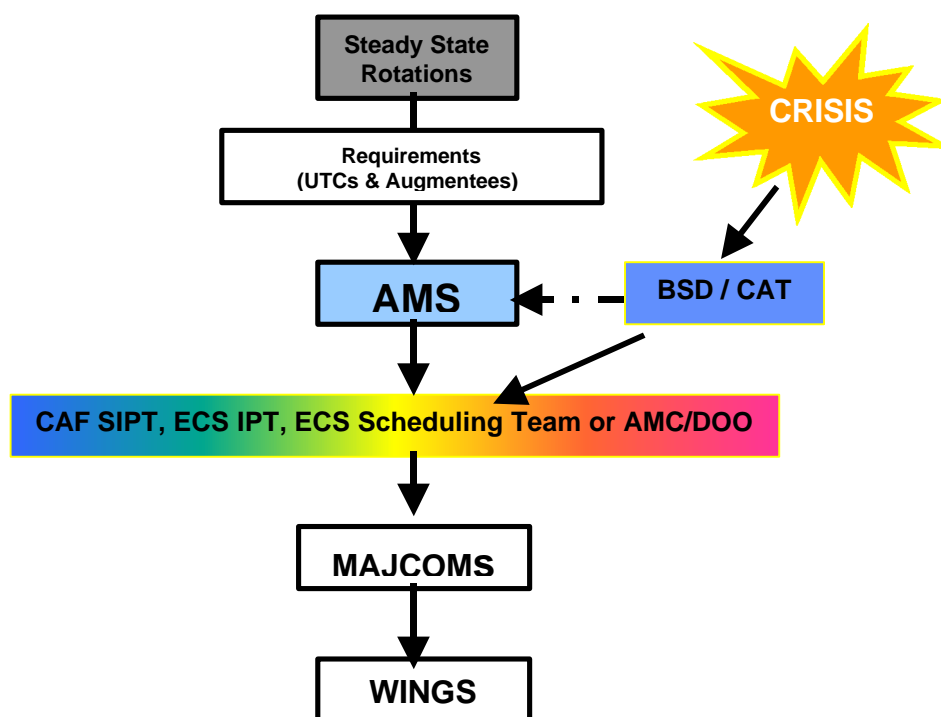 Steady State
Rotations
CRISIS
Requirements
(UTCs & Augmentees)
AMS
BSD / CAT
CAF SIPT, ECS IPT, ECS Scheduling Team or AMC/DOO
MAJCOMs
WINGS